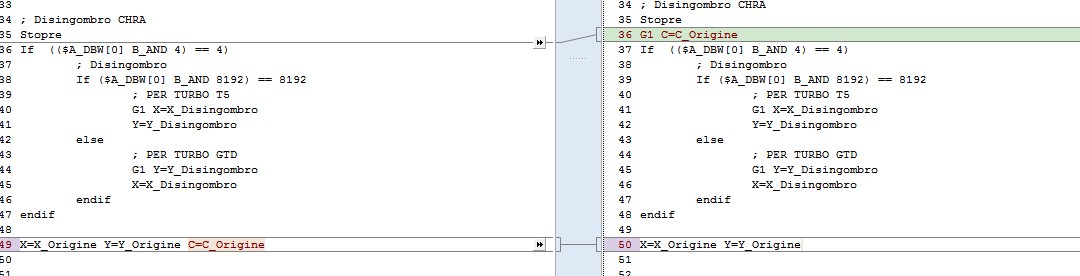 33
34 ; Disingombro CHRA
35 Stopre
36 If  (($A_DBW[0] B_AND 4) == 4)
37 ; Disingombro
38 If ($A_DBW[0] B_AND 8192) == 8192
39 ; PER TURBO T5
40 G1 X=X_Disingombro
41 Y=Y_Disingombro
42 else
43 ; PER TURBO GTD
44 G1 Y=Y_Disingombro
45 X=X_Disingombro
46 endif
47 endif
48
49 X=X_Origine Y=Y_Origine C=C_Origine
50
51
34 ; Disingombro CHRA
35 Stopre
36 G1 C=C_Origine
37 If  (($A_DBW[0] B_AND 4) == 4)
38 ; Disingombro
39 If ($A_DBW[0] B_AND 8192) == 8192
40 ; PER TURBO T5
41 G1 X=X_Disingombro
42 Y=Y_Disingombro
43 else
44 ; PER TURBO GTD
45 G1 Y=Y_Disingombro
46 X=X_Disingombro
47 endif
48 endif
49
50 X=X_Origine Y=Y_Origine
51
52